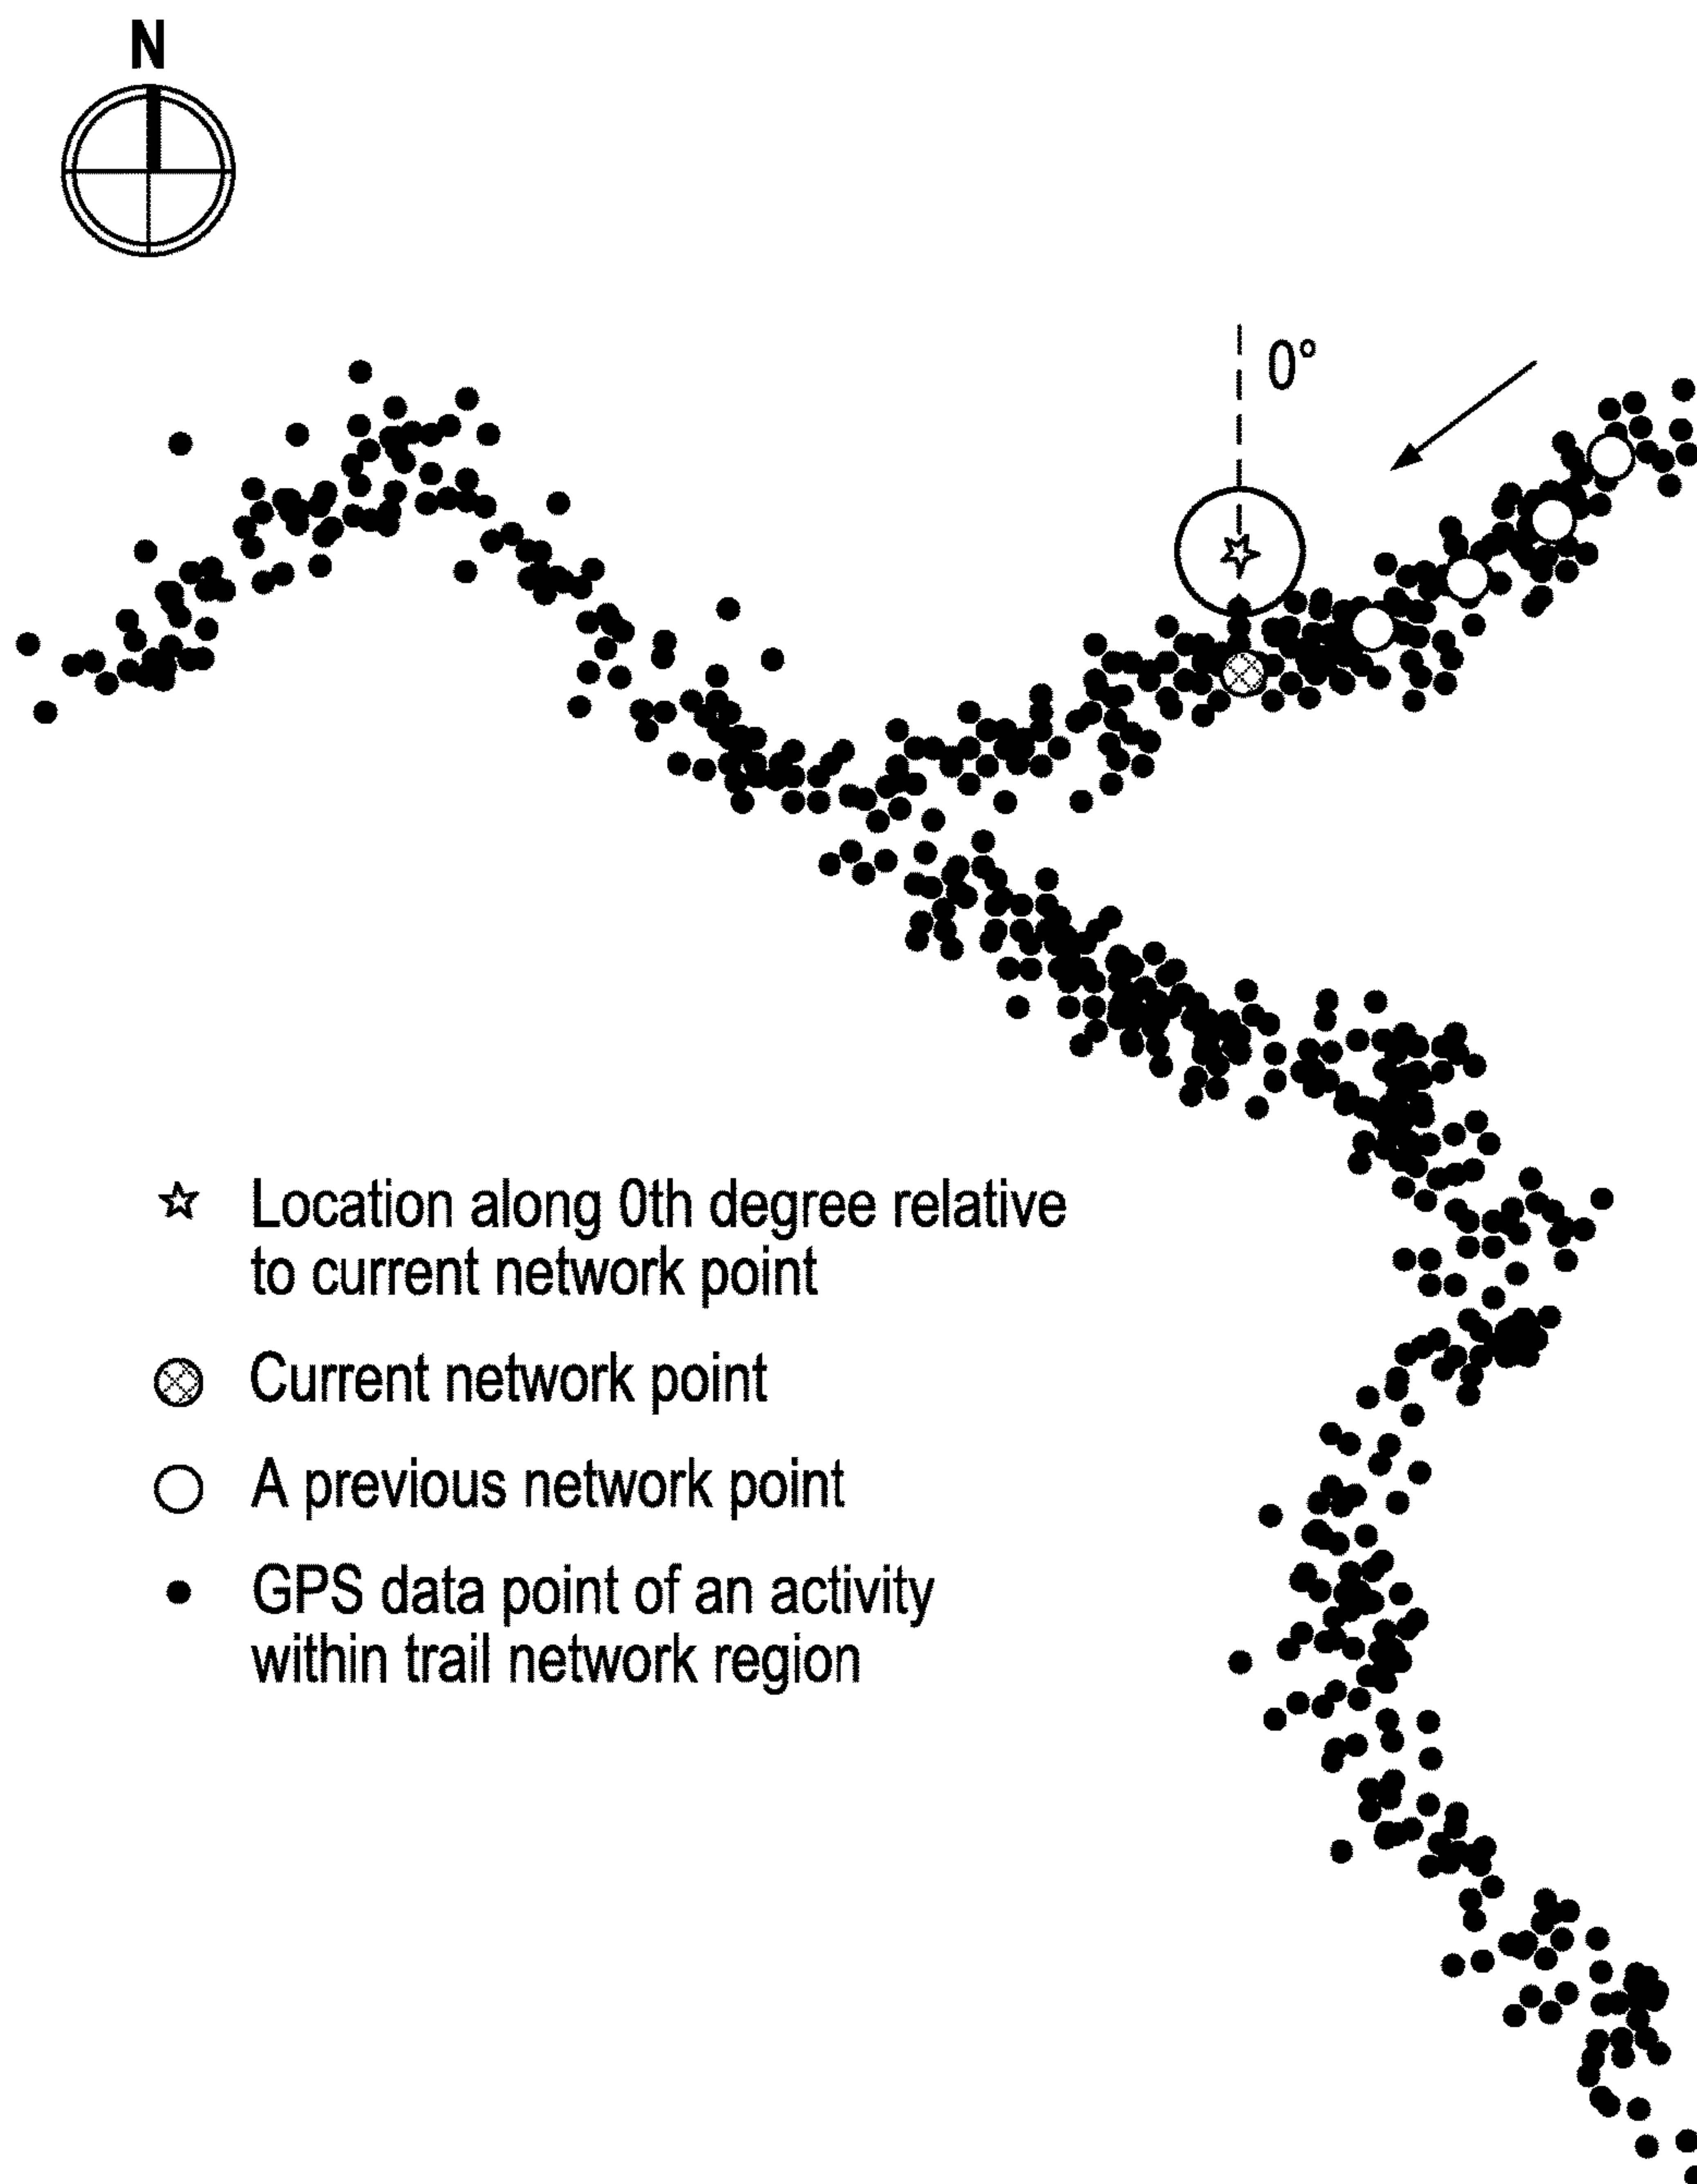 N
0°
Location along 0th degree relative
to current network point
Current network point
A previous network point
GPS data point of an activity
within trail network region